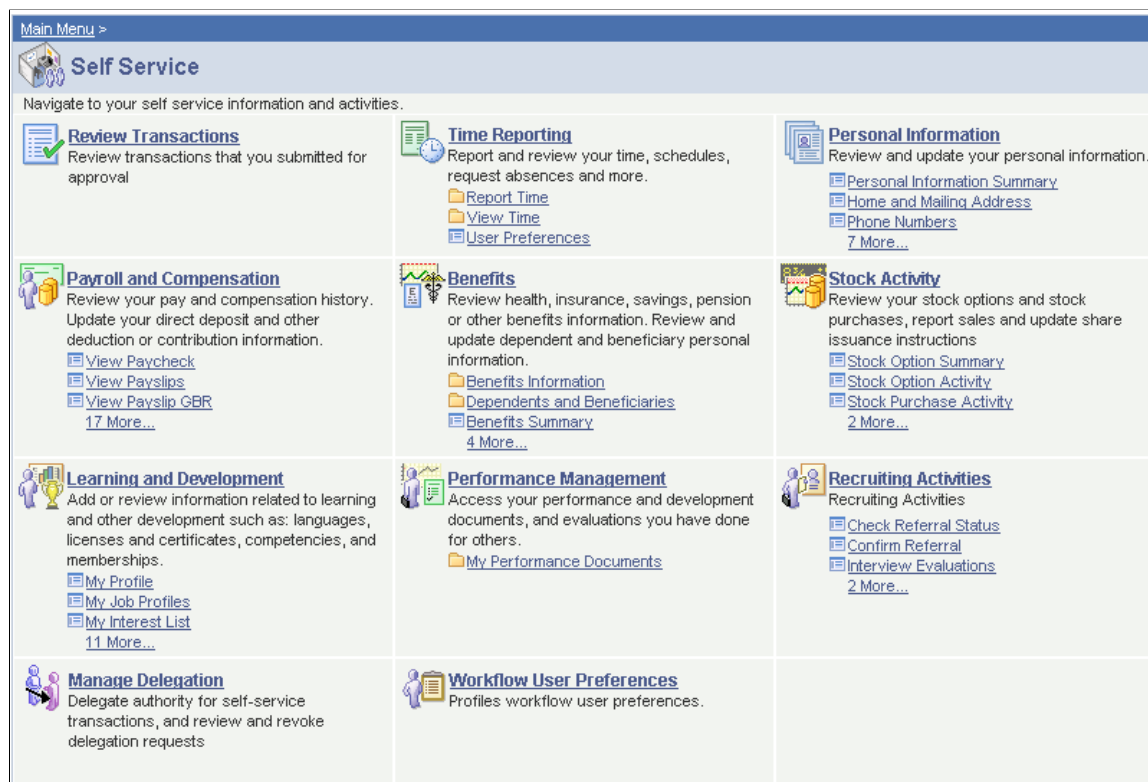 Main Menu >
Self Service
Navigate to your self service information and activities.
Review Transactions
Review transactions that you submitted for
approval
Time Reporting
Report and review your time, schedules,
request absences and more.
Report Time
View Time
User Preferences
Personal Information
Review and update your personal information.
Personal Information Summary
Home and Mailing Address
Phone Numbers
7 More...
Payroll and Compensation
Review your pay and compensation history.
Update your direct deposit and other
deduction or contribution information.
View Paycheck
View Payslips
View Payslip GBR
17 More...
Benefits
Review health, insurance, savings, pension
or other benefits information. Review and
update dependent and beneficiary personal
information.
Benefits Information
Dependents and Beneficiaries
Benefits Summary
4 More...
Stock Activity
Review your stock options and stock
purchases, report sales and update share
issuance instructions
Stock Option Summary
Stock Option Activity
Stock Purchase Activity
2 More...
Learning and Development
Add or review information related to learning
and other development such as: languages,
licenses and certificates, competencies, and
memberships.
My Profile
My Job Profiles
My Interest List
11 More...
Performance Management
Access your performance and development
documents, and evaluations you have done
for others.
My Performance Documents
Recruiting Activities
Recruiting Activities
Check Referral Status
Confirm Referral
Interview Evaluations
2 More...
Manage Delegation
Delegate authority for self-service
transactions, and review and revoke
delegation requests
Workflow User Preferences
Profiles workflow user preferences.